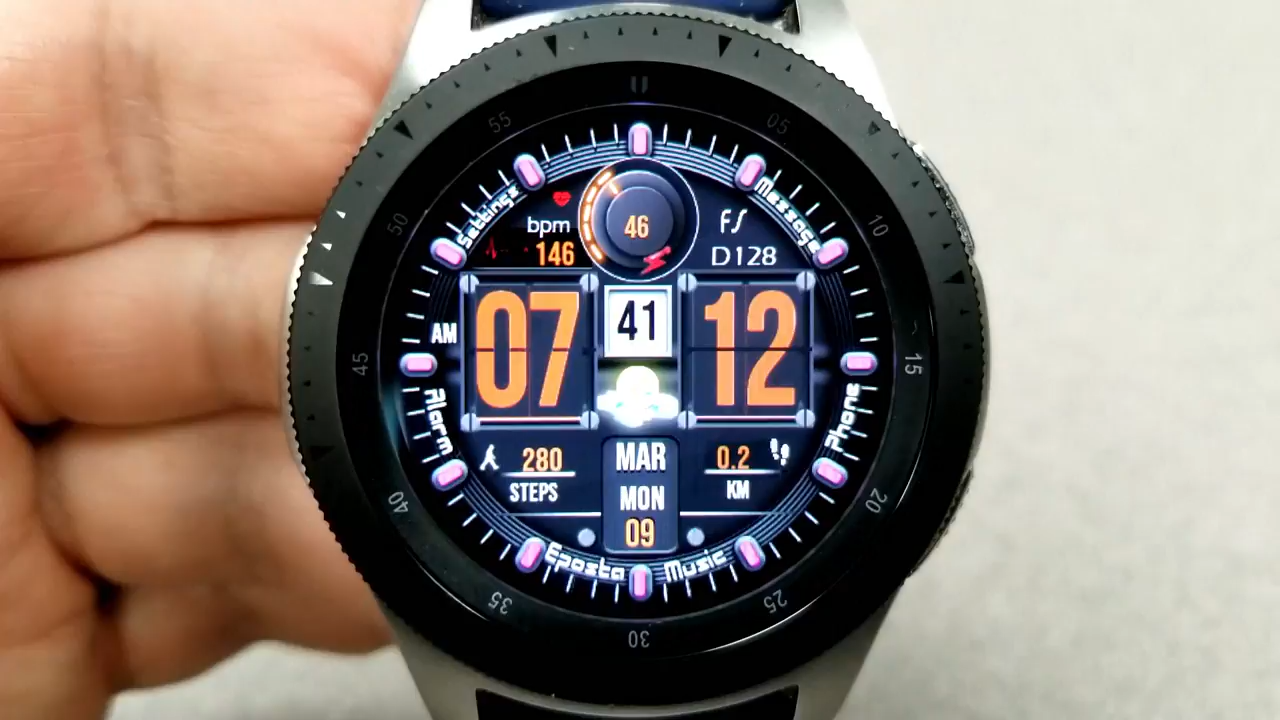 55
05
50
10
45
15
40
20
35
25
30
Settings
Message
bpm
146
46
fs
D128
AM
07
41
12
Alarm
Phone
280
STEPS
MAR
MON
09
0.2
KM
Eposta
Music